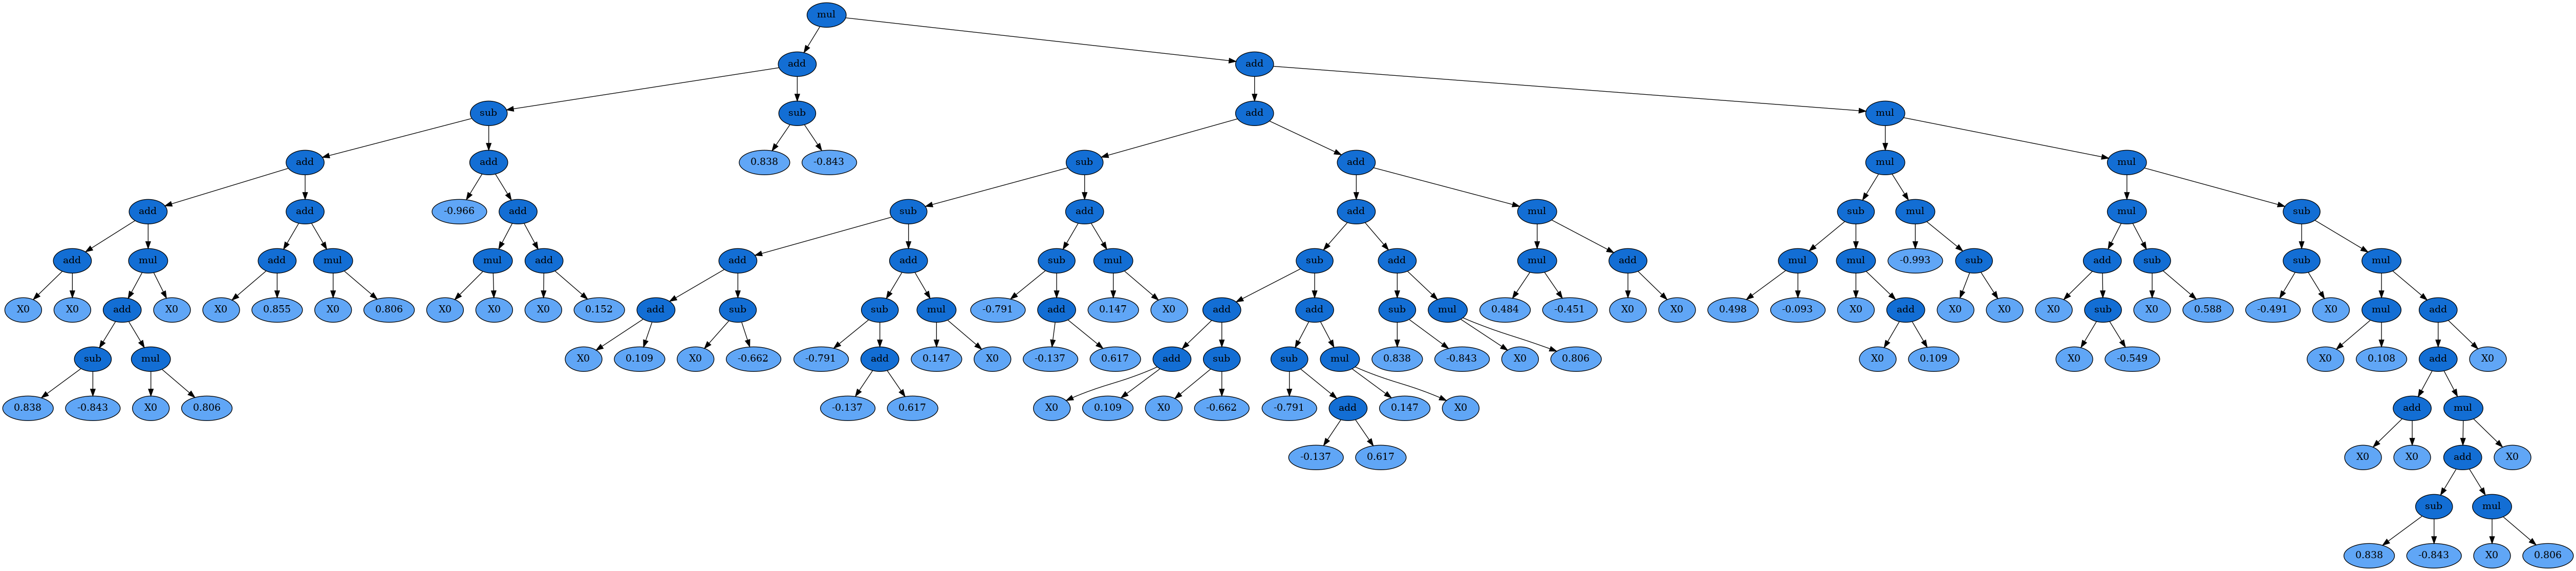 mul
add add
sub sub add mul
add add 0.838 -0.843 sub add mul mul
add add -0.966 add sub add add mul sub mul mul sub
add mul add mul mul add add add sub mul sub add mul add mul mul -0.993 sub add sub sub mul
X0 X0 add X0 X0 0.855 X0 0.806 X0 X0 X0 0.152 add sub sub mul -0.791 add 0.147 X0 add add sub mul 0.484 -0.451 X0 X0 0.498 -0.093 X0 add X0 X0 X0 sub X0 0.588 -0.491 X0 mul add
sub mul X0 0.109 X0 -0.662 -0.791 add 0.147 X0 -0.137 0.617 add sub sub mul 0.838 -0.843 X0 0.806 X0 0.109 X0 -0.549 X0 0.108 add X0
0.838 -0.843 X0 0.806 -0.137 0.617 X0 0.109 X0 -0.662 -0.791 add 0.147 X0 add mul
-0.137 0.617 X0 X0 add X0
sub mul
0.838 -0.843 X0 0.806